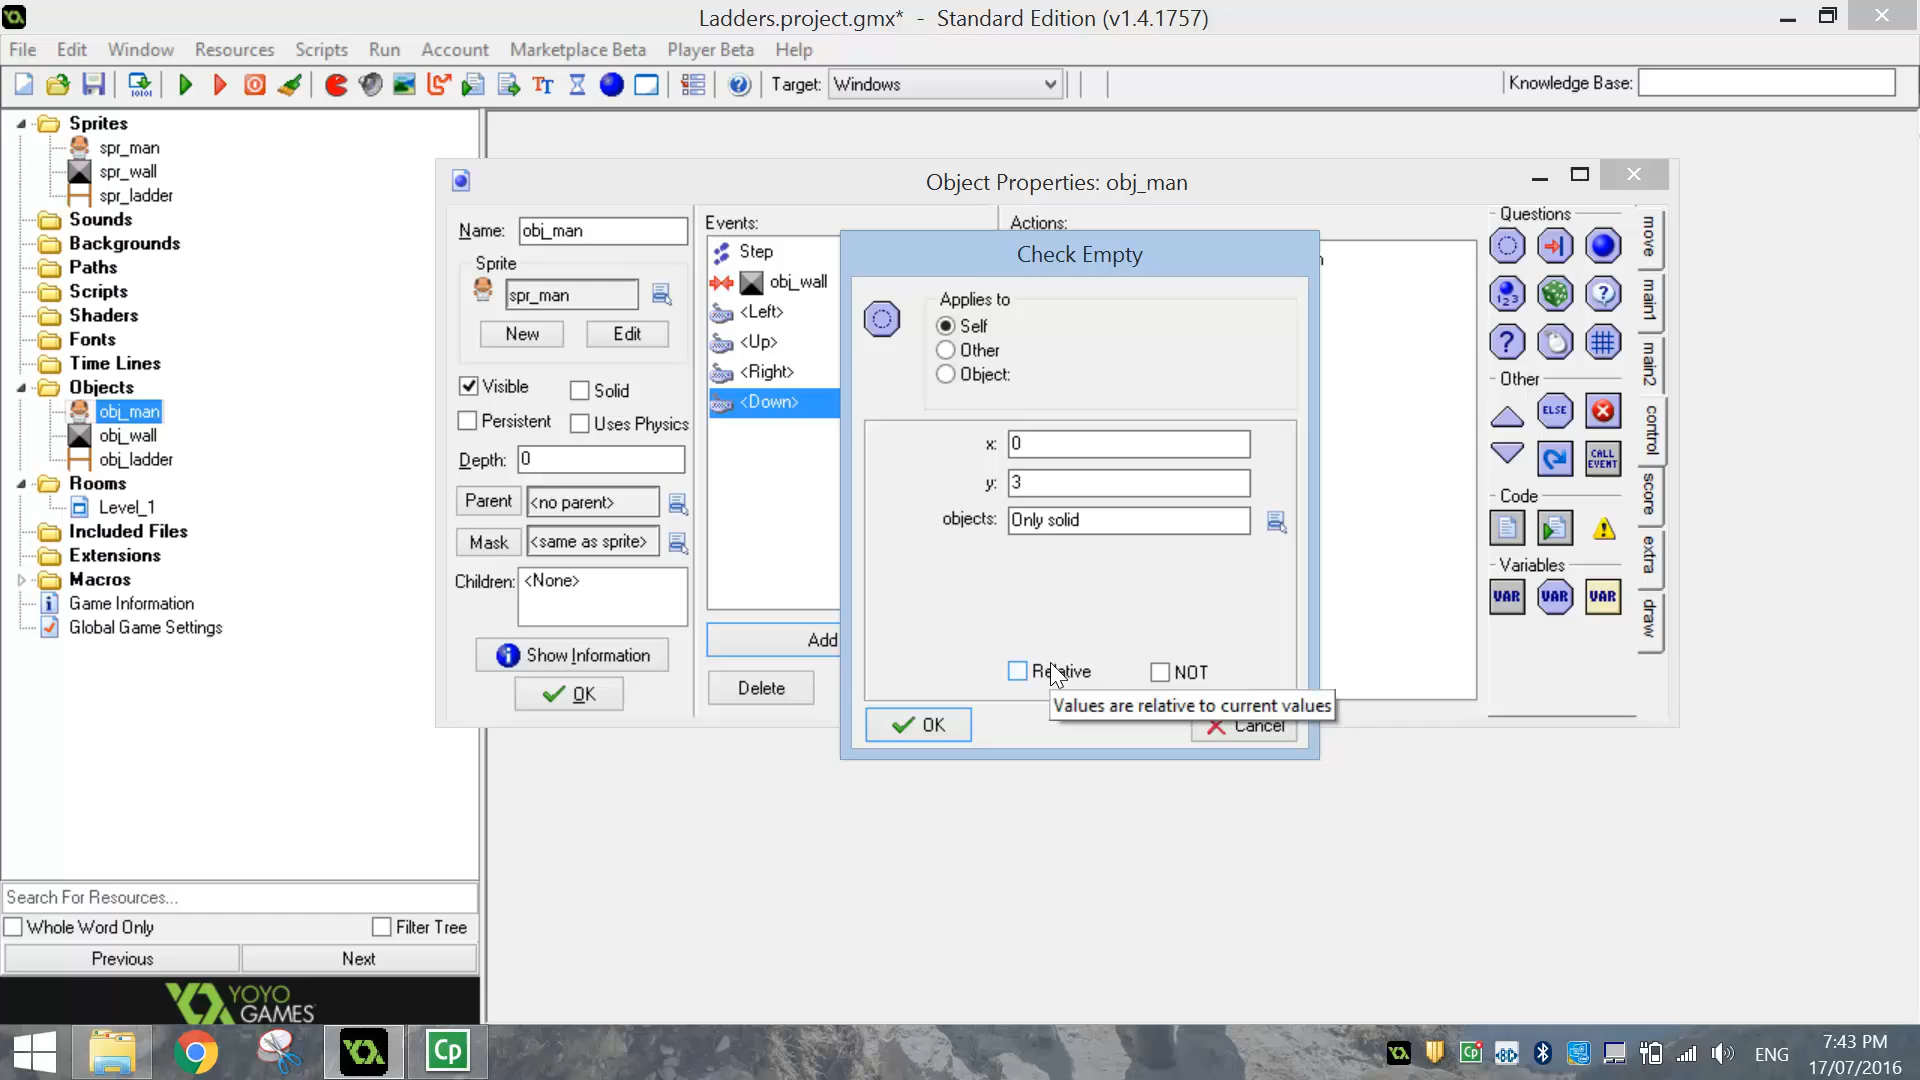 Ladders.project.gmx* - Standard Edition (v1.4.1757)
File Edit Window Resources Scripts Run Account Marketplace Beta Player Beta Help
Target: Windows
Knowledge Base:
Sprites
spr_man
spr_wall
spr_ladder
Sounds
Backgrounds
Paths
Scripts
Shaders
Fonts
Time Lines
Objects
obj_man
obj_wall
obj_ladder
Rooms
Level_1
Included Files
Extensions
Macros
Game Information
Global Game Settings
Search For Resources...
Whole Word Only
Filter Tree
Previous
Next
YOYO
GAMES
Object Properties: obj_man
Name: obj_man
Sprite
spr_man
New
Edit
Visible
Solid
Persistent
Uses Physics
Depth: 0
Parent <no parent>
Mask <same as sprite>
Children: <None>
Show Information
OK
Events:
Step
obj_wall
<Left>
<Up>
<Right>
<Down>
Add
Delete
Actions:
Check Empty
Applies to
Self
Other
Object:
x: 0
y: 3
objects: Only solid
Relative
NOT
Values are relative to current values
OK
Cancel
Questions
Other
ELSE
CALL
EVENT
Code
Variables
VAR VAR VAR
move
main1
main2
control
score
extra
draw
Cp
ENG
7:43 PM
17/07/2016